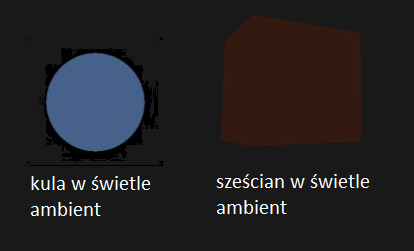 kula w świetle
ambient
sześcian w świetle
ambient